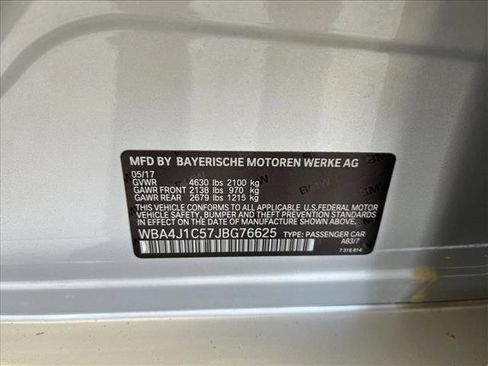 MFD BY BAYERISCHE MOTOREN WERKE AG
05/17
GVWR 4630 lbs 2100 kg
GAWR FRONT 2138 lbs 970 kg
GAWR REAR 2679 lbs 1215 kg
THIS VEHICLE CONFORMS TO ALL APPLICABLE U.S.FEDERAL MOTOR
VEHICLE SAFETY, BUMPER AND THEFT PREVENTION STANDARDS IN
EFFECT ON THE DATE OF MANUFACTURE SHOWN ABOVE.
WBA4J1C57JBG76625 TYPE: PASSENGER CAR
A83/7